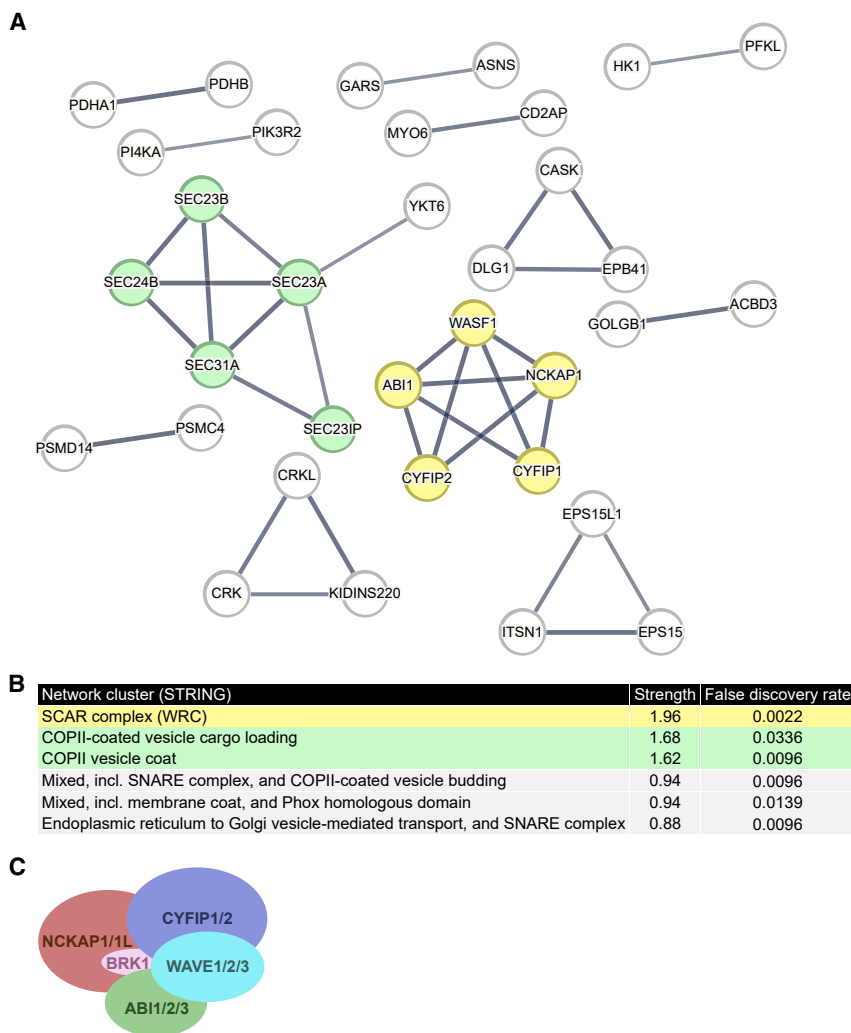 A
PFKL
HK1
ASNS
GARS
PDHB
PDHA1
CD2AP
MYO6
PIK3R2
PI4KA
CASK
SEC23B
YKT6
DLG1
EPB41
SEC24B
SEC23A
ACBD3
GOLGB1
WASF1
SEC31A
NCKAP1
ABI1
SEC23IP
PSMC4
PSMD14
CYFIP2
CYFIP1
CRKL
EPS15L1
CRK
KIDINS220
ITSN1
EPS15
B
Network cluster (STRING) Strength False discovery rate
SCAR complex (WRC) 1.96 0.0022
COPII-coated vesicle cargo loading 1.68 0.0336
COPII vesicle coat 1.62 0.0096
Mixed, incl. SNARE complex, and COPII-coated vesicle budding 0.94 0.0096
Mixed, incl. membrane coat, and Phox homologous domain 0.94 0.0139
Endoplasmic reticulum to Golgi vesicle-mediated transport, and SNARE complex 0.88 0.0096
C
CYFIP1/2
NCKAP1/1L
BRK1
WAVE1/2/3
ABI1/2/3